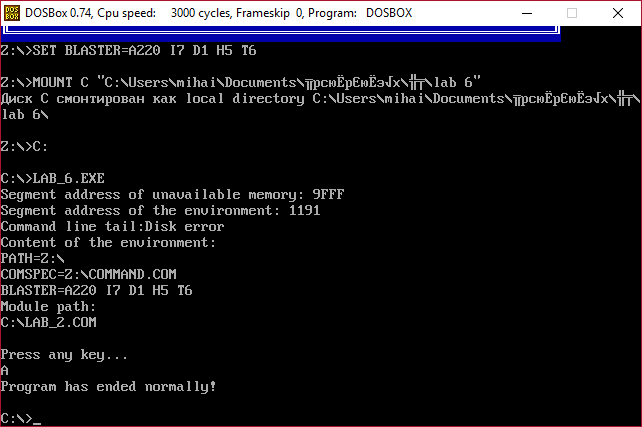 DOSBox 0.74, Cpu speed: 3000 cycles, Frameskip 0, Program: DOSBOX
Z:\>SET BLASTER=A220 I7 D1 H5 T6
Z:\>MOUNT C "C:\Users\mihai\Documents\╥рсюЁрЄюЁэ√х\╬╤\lab 6"
Диск C смонтирован как local directory C:\Users\mihai\Documents\╥рсюЁрЄюЁэ√х\╬╤\
lab 6\
Z:\>C:
C:\>LAB_6.EXE
Segment address of unavailable memory: 9FFF
Segment address of the environment: 1191
Command line tail:Disk error
Content of the environment:
PATH=Z:\
COMSPEC=Z:\COMMAND.COM
BLASTER=A220 I7 D1 H5 T6
Module path:
C:\LAB_2.COM
Press any key...
A
Program has ended normally!
C:\>_